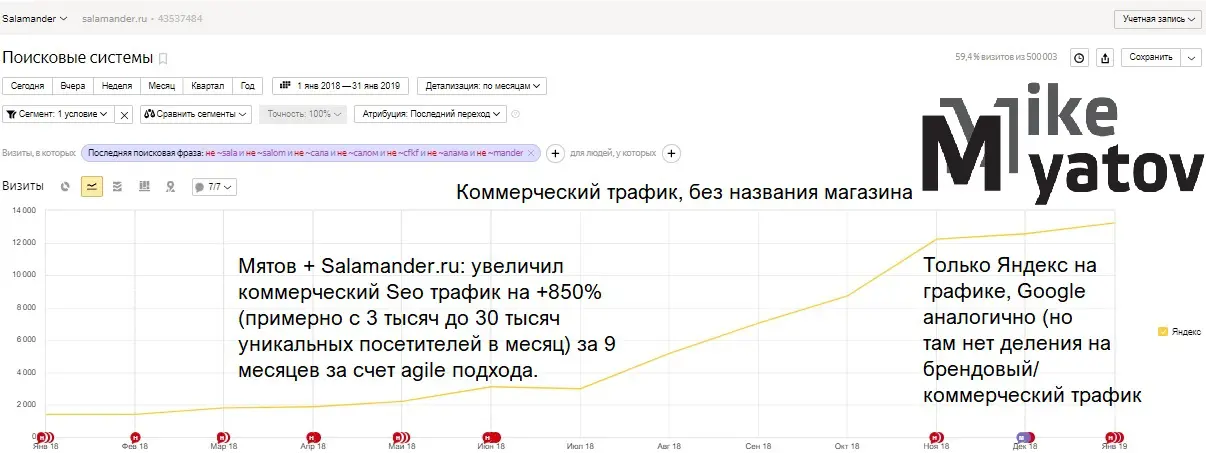 Salamander salamander.ru • 43537484 Учетная запись
Поисковые системы 59,4% визитов из 500 003 Сохранить
Сегодня Вчера Неделя Месяц Квартал Год 1 янв 2018 — 31 янв 2019 Детализация: по месяцам
Сегмент: 1 условие Сравнить сегменты Точность: 100% Атрибуция: Последний переход
Mike
Myatov
Визиты, в которых Последняя поисковая фраза: не ~sala и не ~salom и не ~сала и не ~салом и не ~cfkf и не ~алама и не ~mander для людей, у которых
Визиты 7/7
Коммерческий трафик, без названия магазина
14 000
12 000
10 000
8 000
6 000
4 000
2 000
0
Мятов + Salamander.ru: увеличил
коммерческий Seo трафик на +850%
(примерно с 3 тысяч до 30 тысяч
уникальных посетителей в месяц) за 9
месяцев за счет agile подхода.
Только Яндекс на
графике, Google
аналогично (но
там нет деления на
брендовый/
коммерческий трафик
Яндекс
н н н н н н н м н
Янв 18 Фев 18 Мар 18 Апр 18 Май 18 Июн 18 Июл 18 Авг 18 Сен 18 Окт 18 Ноя 18 Дек 18 Янв 19